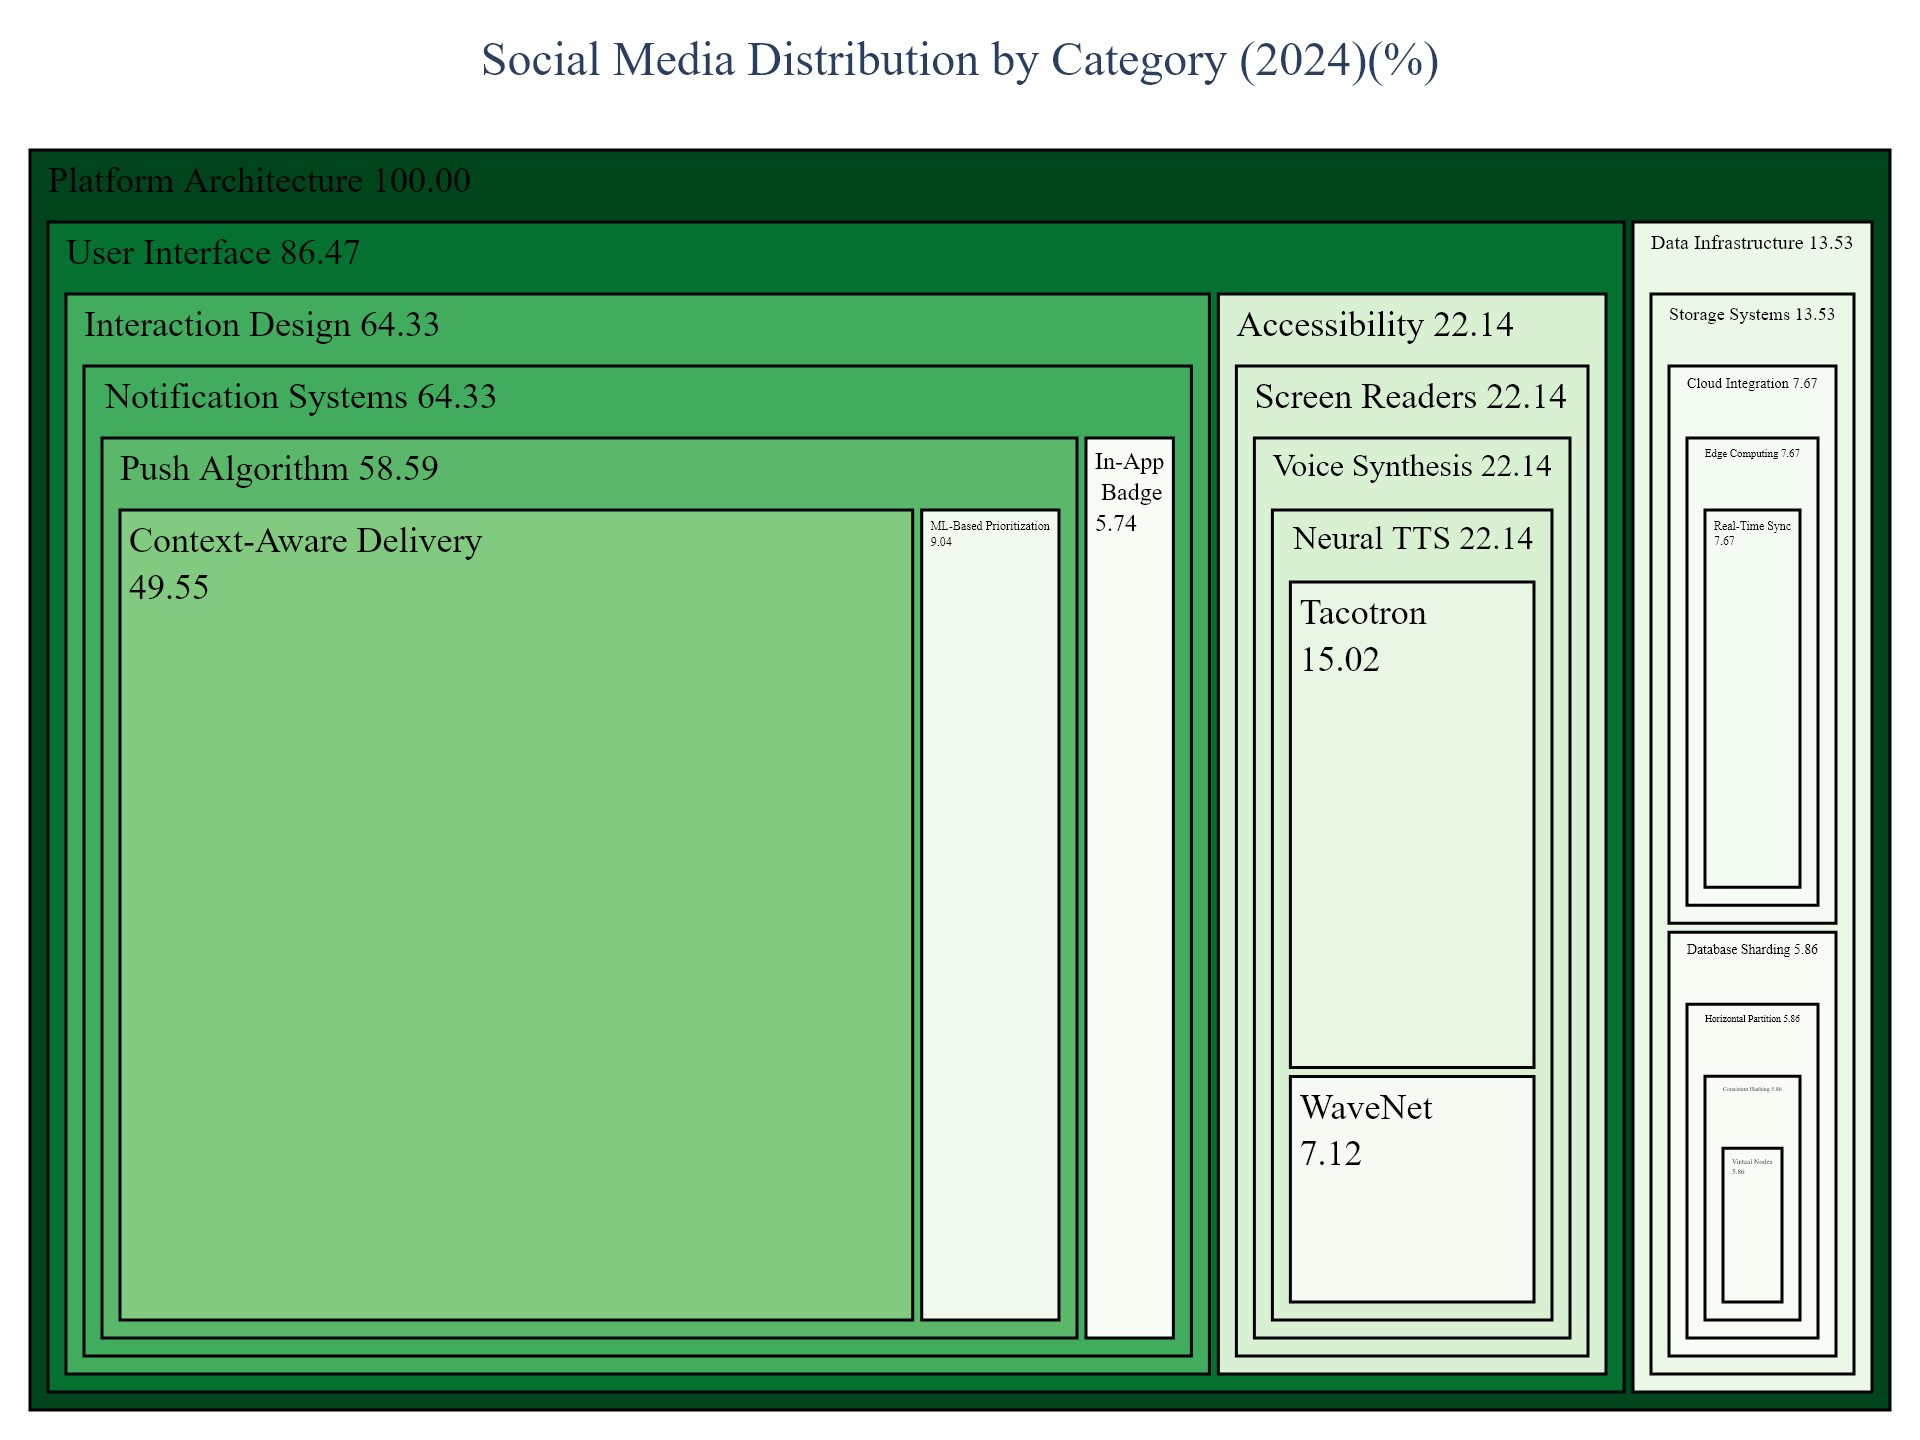 Social Media Distribution by Category (2024)(%)
Platform Architecture 100.00
User Interface 86.47
Interaction Design 64.33
Notification Systems 64.33
Push Algorithm 58.59
Context-Aware Delivery
49.55
ML-Based Prioritization
9.04
In-App
Badge
5.74
Accessibility 22.14
Screen Readers 22.14
Voice Synthesis 22.14
Neural TTS 22.14
Tacotron
15.02
WaveNet
7.12
Data Infrastructure 13.53
Storage Systems 13.53
Cloud Integration 7.67
Edge Computing 7.67
Real-Time Sync
7.67
Database Sharding 5.86
Horizontal Partition 5.86
Consistent Hashing 5.86
Virtual Nodes
5.86